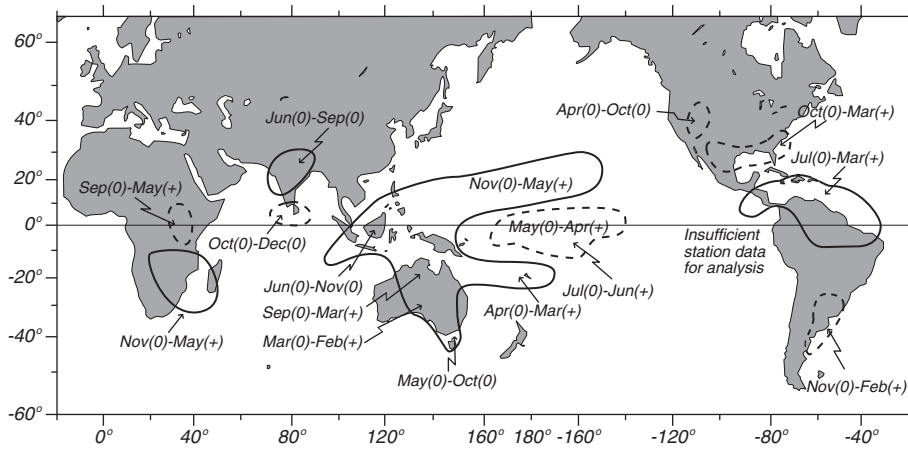 60°
40°
20°
0°
-20°
-40°
-60°
Jun(0)-Sep(0)
Apr(0)-Oct(0)
Oct(0)-Mar(+)
Jul(0)-Mar(+)
Sep(0)-May(+)
Nov(0)-May(+)
May(0)-Apr(+)
Oct(0)-Dec(0)
Insufficient
station data
for analysis
Jun(0)-Nov(0)
Jul(0)-Jun(+)
Sep(0)-Mar(+)
Apr(0)-Mar(+)
Nov(0)-May(+)
Mar(0)-Feb(+)
May(0)-Oct(0)
Nov(0)-Feb(+)
0° 40° 80° 120° 160° 180° -160° -120° -80° -40°